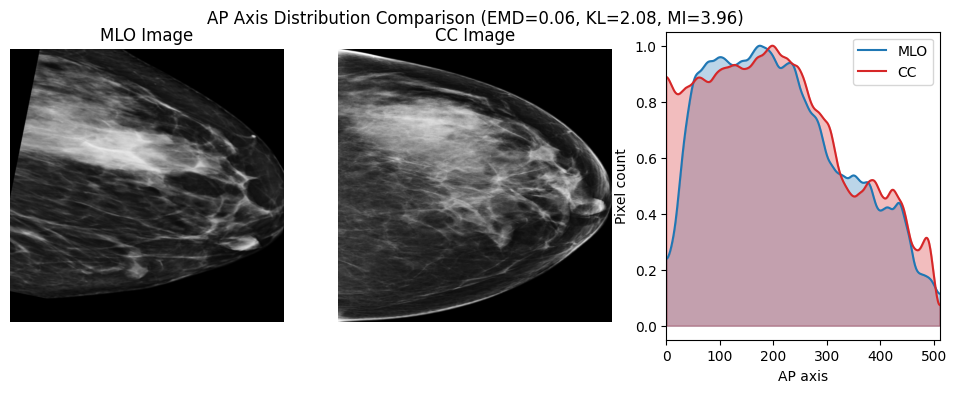 AP Axis Distribution Comparison (EMD=0.06, KL=2.08, MI=3.96)
MLO Image
CC Image
MLO
CC
Pixel count
1.0
0.8
0.6
0.4
0.2
0.0
0 100 200 300 400 500
AP axis